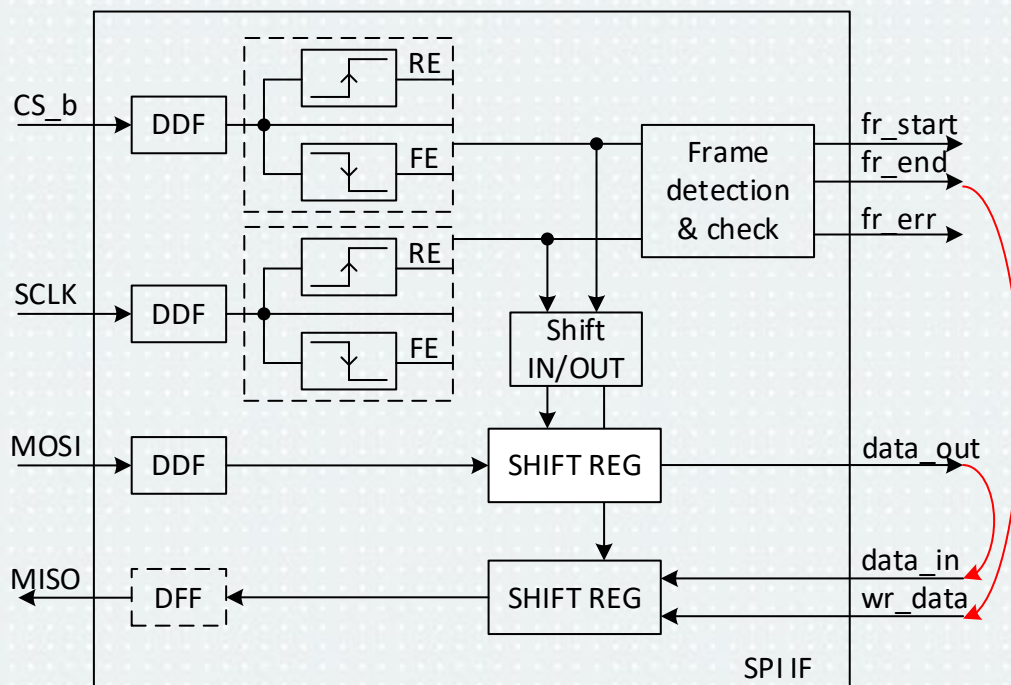 RE
CS_b
DDF
fr_start
FE
Frame
detection
& check
fr_end
fr_err
RE
SCLK
DDF
FE
Shift
IN/OUT
MOSI
DDF
SHIFT REG
data_out
MISO
DFF
SHIFT REG
data_in
wr_data
SPI IF